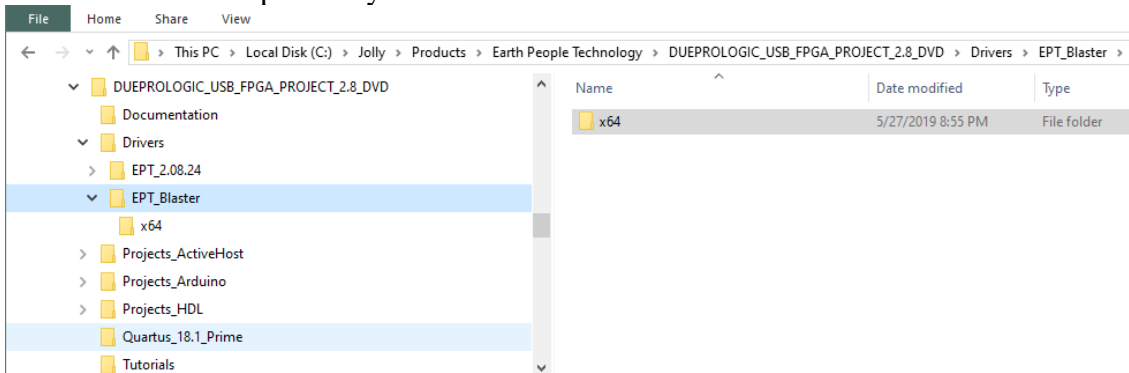 File Home Share View
This PC > Local Disk (C:) > Jolly > Products > Earth People Technology > DUEPROLOGIC_USB_FPGA_PROJECT_2.8_DVD > Drivers > EPT_Blaster >
DUEPROLOGIC_USB_FPGA_PROJECT_2.8_DVD
Documentation
Drivers
EPT_2.08.24
EPT_Blaster
x64
Projects_ActiveHost
Projects_Arduino
Projects_HDL
Quartus_18.1_Prime
Tutorials
Name Date modified Type
x64 5/27/2019 8:55 PM File folder